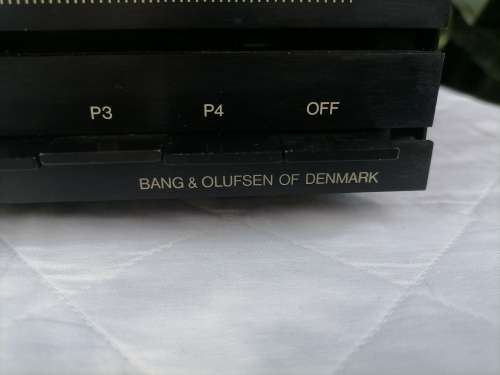 P3 P4 OFF
BANG & OLUFSEN OF DENMARK